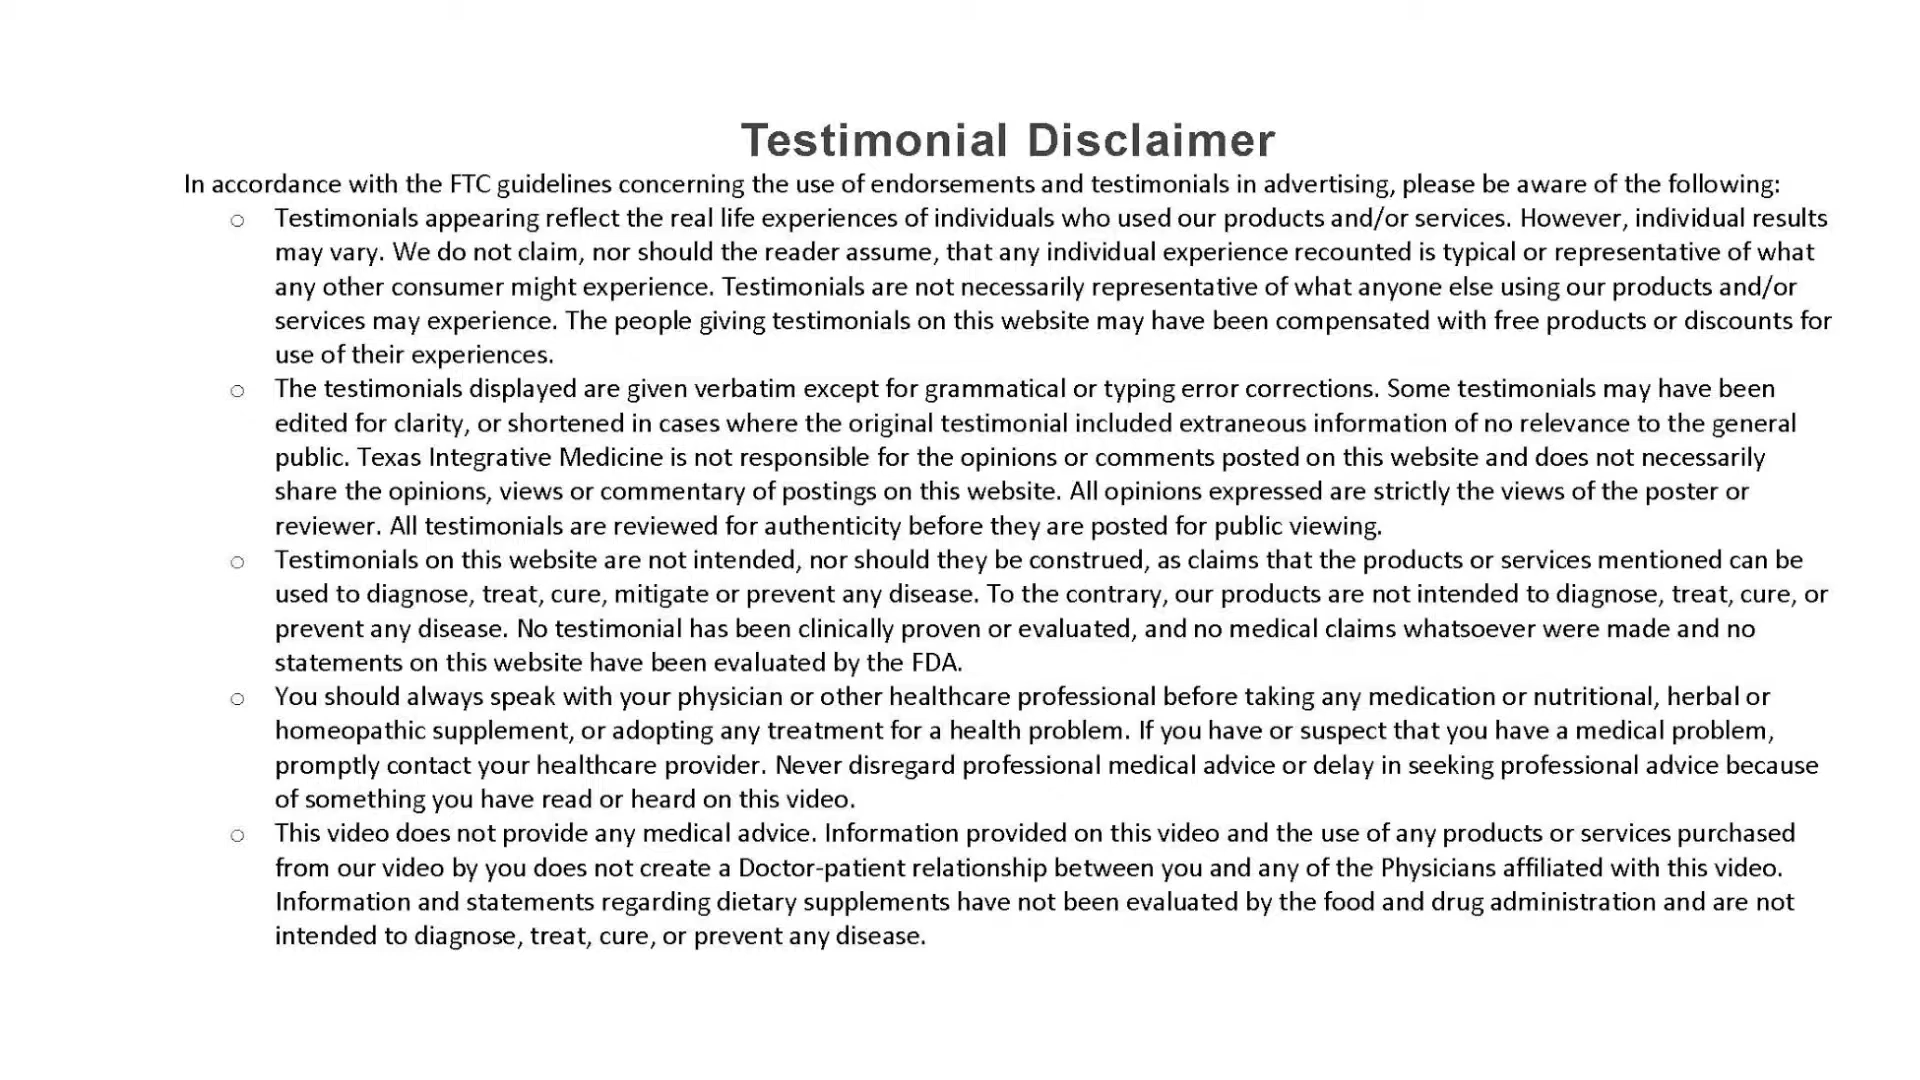 Testimonial Disclaimer
In accordance with the FTC guidelines concerning the use of endorsements and testimonials in advertising, please be aware of the following:
○ Testimonials appearing reflect the real life experiences of individuals who used our products and/or services. However, individual results
may vary. We do not claim, nor should the reader assume, that any individual experience recounted is typical or representative of what
any other consumer might experience. Testimonials are not necessarily representative of what anyone else using our products and/or
services may experience. The people giving testimonials on this website may have been compensated with free products or discounts for
use of their experiences.
○ The testimonials displayed are given verbatim except for grammatical or typing error corrections. Some testimonials may have been
edited for clarity, or shortened in cases where the original testimonial included extraneous information of no relevance to the general
public. Texas Integrative Medicine is not responsible for the opinions or comments posted on this website and does not necessarily
share the opinions, views or commentary of postings on this website. All opinions expressed are strictly the views of the poster or
reviewer. All testimonials are reviewed for authenticity before they are posted for public viewing.
○ Testimonials on this website are not intended, nor should they be construed, as claims that the products or services mentioned can be
used to diagnose, treat, cure, mitigate or prevent any disease. To the contrary, our products are not intended to diagnose, treat, cure, or
prevent any disease. No testimonial has been clinically proven or evaluated, and no medical claims whatsoever were made and no
statements on this website have been evaluated by the FDA.
○ You should always speak with your physician or other healthcare professional before taking any medication or nutritional, herbal or
homeopathic supplement, or adopting any treatment for a health problem. If you have or suspect that you have a medical problem,
promptly contact your healthcare provider. Never disregard professional medical advice or delay in seeking professional advice because
of something you have read or heard on this video.
○ This video does not provide any medical advice. Information provided on this video and the use of any products or services purchased
from our video by you does not create a Doctor-patient relationship between you and any of the Physicians affiliated with this video.
Information and statements regarding dietary supplements have not been evaluated by the food and drug administration and are not
intended to diagnose, treat, cure, or prevent any disease.